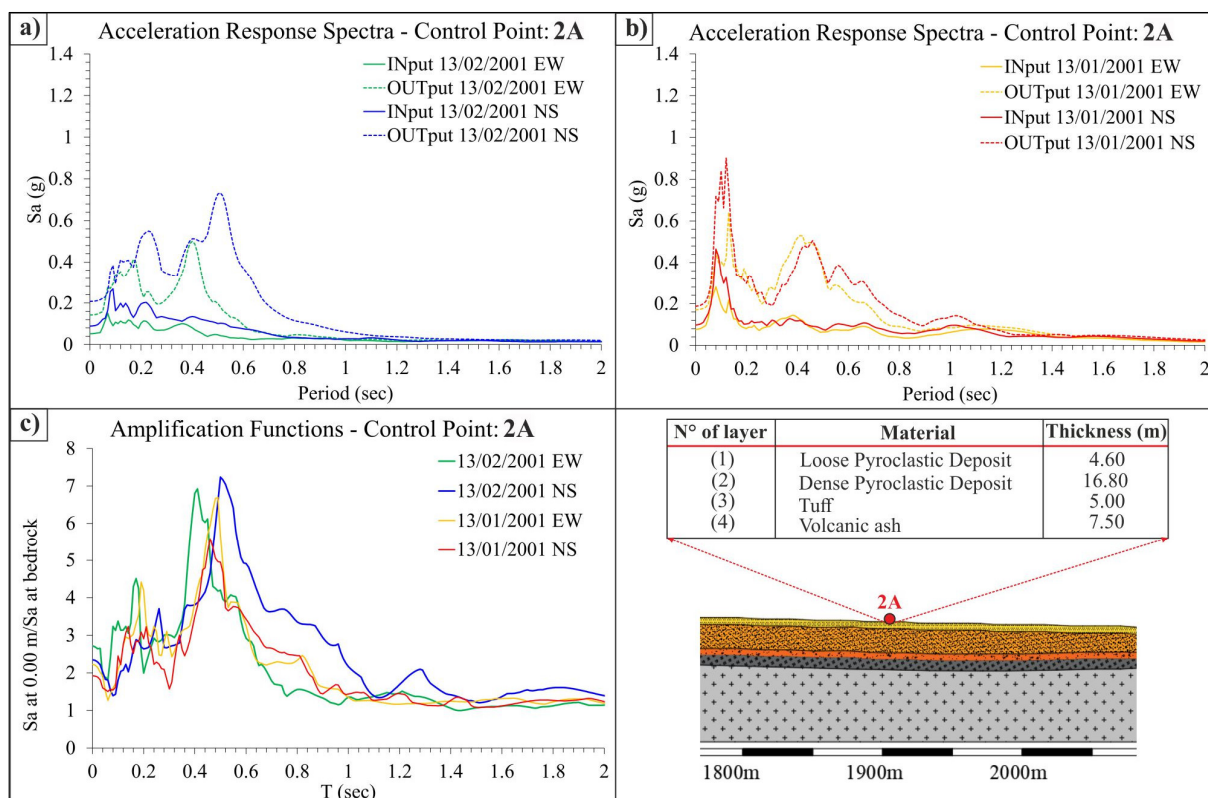 a)
Acceleration Response Spectra - Control Point: 2A
1.4
1.2
1
0.8
0.6
0.4
0.2
0
Sa (g)
INput 13/02/2001 EW
OUTput 13/02/2001 EW
INput 13/02/2001 NS
OUTput 13/02/2001 NS
0 0.2 0.4 0.6 0.8 1 1.2 1.4 1.6 1.8 2
Period (sec)
b)
Acceleration Response Spectra - Control Point: 2A
1.4
1.2
1
0.8
0.6
0.4
0.2
0
Sa (g)
INput 13/01/2001 EW
OUTput 13/01/2001 EW
INput 13/01/2001 NS
OUTput 13/01/2001 NS
0 0.2 0.4 0.6 0.8 1 1.2 1.4 1.6 1.8 2
Period (sec)
c)
Amplification Functions - Control Point: 2A
8
7
6
5
4
3
2
1
0
Sa at 0.00 m/Sa at bedrock
13/02/2001 EW
13/02/2001 NS
13/01/2001 EW
13/01/2001 NS
0 0.2 0.4 0.6 0.8 1 1.2 1.4 1.6 1.8 2
T (sec)
N° of layer Material Thickness (m)
(1) Loose Pyroclastic Deposit 4.60
(2) Dense Pyroclastic Deposit 16.80
(3) Tuff 5.00
(4) Volcanic ash 7.50
2A
1800m 1900m 2000m